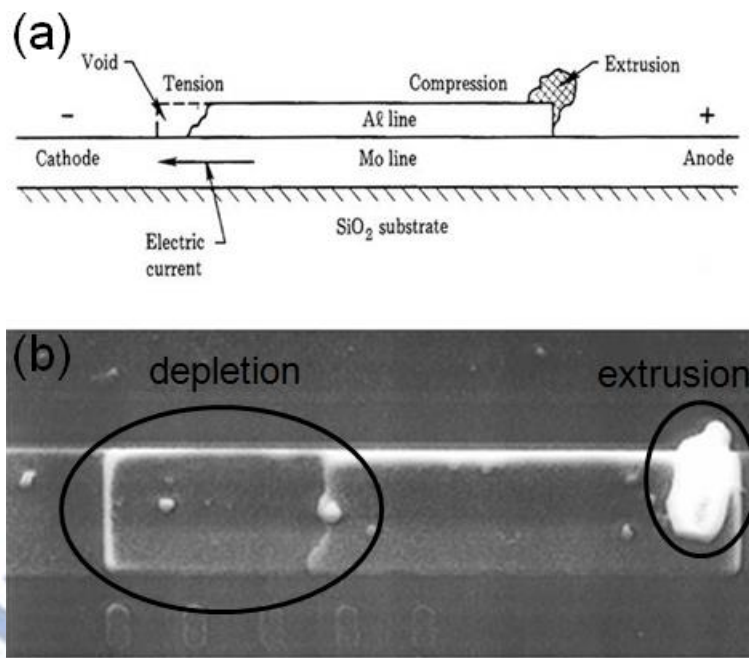 (a)
Void
Tension
Compression
Extrusion
−
Aℓ line
+
Cathode
Mo line
Anode
Electric
current
SiO₂ substrate
(b)
depletion
extrusion